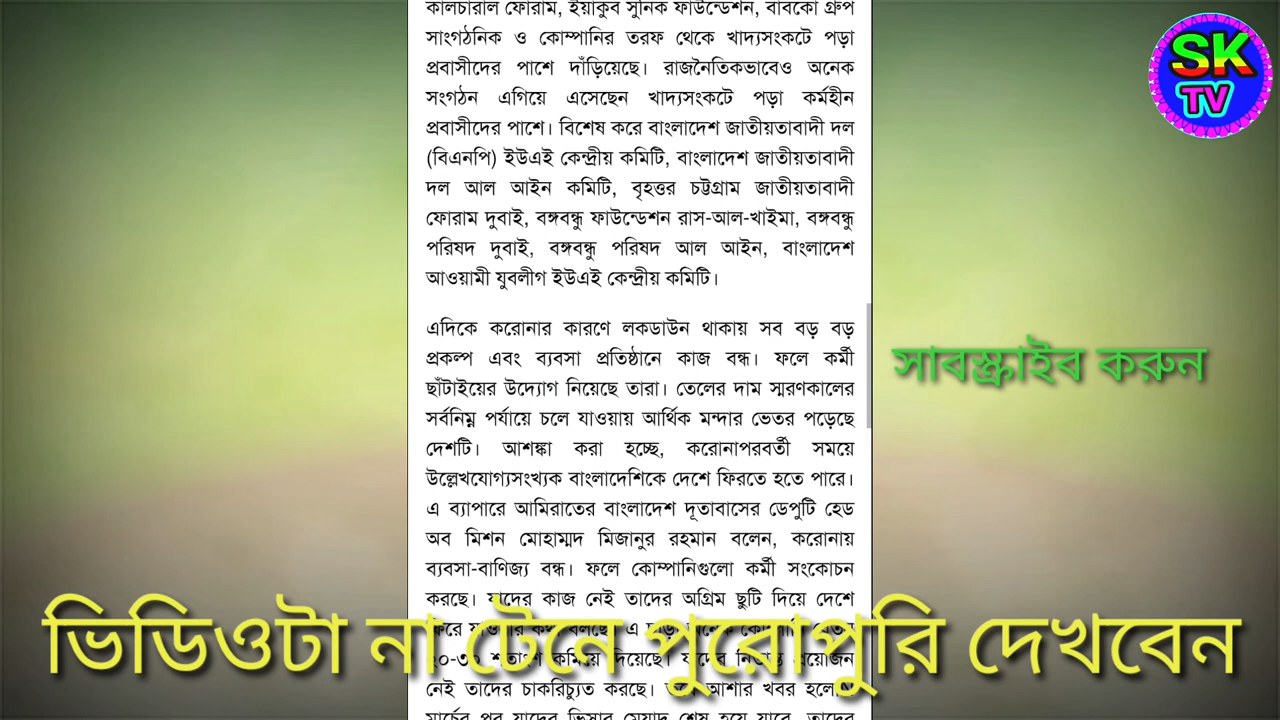 কালচারাল ফোরাম, ইয়াকুব সুনিক ফাউন্ডেশন, বাবকো গ্রুপ
সাংগঠনিক ও কোম্পানির তরফ থেকে খাদ্যসংকটে পড়া
প্রবাসীদের পাশে দাঁড়িয়েছে। রাজনৈতিকভাবেও অনেক
সংগঠন এগিয়ে এসেছেন খাদ্যসংকটে পড়া কর্মহীন
প্রবাসীদের পাশে। বিশেষ করে বাংলাদেশ জাতীয়তাবাদী দল
(বিএনপি) ইউএই কেন্দ্রীয় কমিটি, বাংলাদেশ জাতীয়তাবাদী
দল আল আইন কমিটি, বৃহত্তর চট্টগ্রাম জাতীয়তাবাদী
ফোরাম দুবাই, বঙ্গবন্ধু ফাউন্ডেশন রাস-আল-খাইমা, বঙ্গবন্ধু
পরিষদ দুবাই, বঙ্গবন্ধু পরিষদ আল আইন, বাংলাদেশ
আওয়ামী যুবলীগ ইউএই কেন্দ্রীয় কমিটি।
এদিকে করোনার কারণে লকডাউন থাকায় সব বড় বড়
প্রকল্প এবং ব্যবসা প্রতিষ্ঠানে কাজ বন্ধ। ফলে কর্মী
ছাঁটাইয়ের উদ্যোগ নিয়েছে তারা। তেলের দাম স্মরণকালের
সর্বনিম্ন পর্যায়ে চলে যাওয়ায় আর্থিক মন্দার ভেতর পড়েছে
দেশটি। আশঙ্কা করা হচ্ছে, করোনাপরবর্তী সময়ে
উল্লেখযোগ্যসংখ্যক বাংলাদেশিকে দেশে ফিরতে হতে পারে।
এ ব্যাপারে আমিরাতের বাংলাদেশ দূতাবাসের ডেপুটি হেড
অব মিশন মোহাম্মদ মিজানুর রহমান বলেন, করোনায়
ব্যবসা-বাণিজ্য বন্ধ। ফলে কোম্পানিগুলো কর্মী সংকোচন
করছে। যাদের কাজ নেই তাদের অগ্রিম ছুটি দিয়ে দেশে
নেই তাদের চাকরিচ্যুত করছে। আশার খবর হলো
মার্চের পর যাদের ভিসার মেয়াদ শেষ হয়ে যাবে, তাদের
SK
TV
সাবস্ক্রাইব করুন
ভিডিওটা না টেনে পুরোপুরি দেখবেন